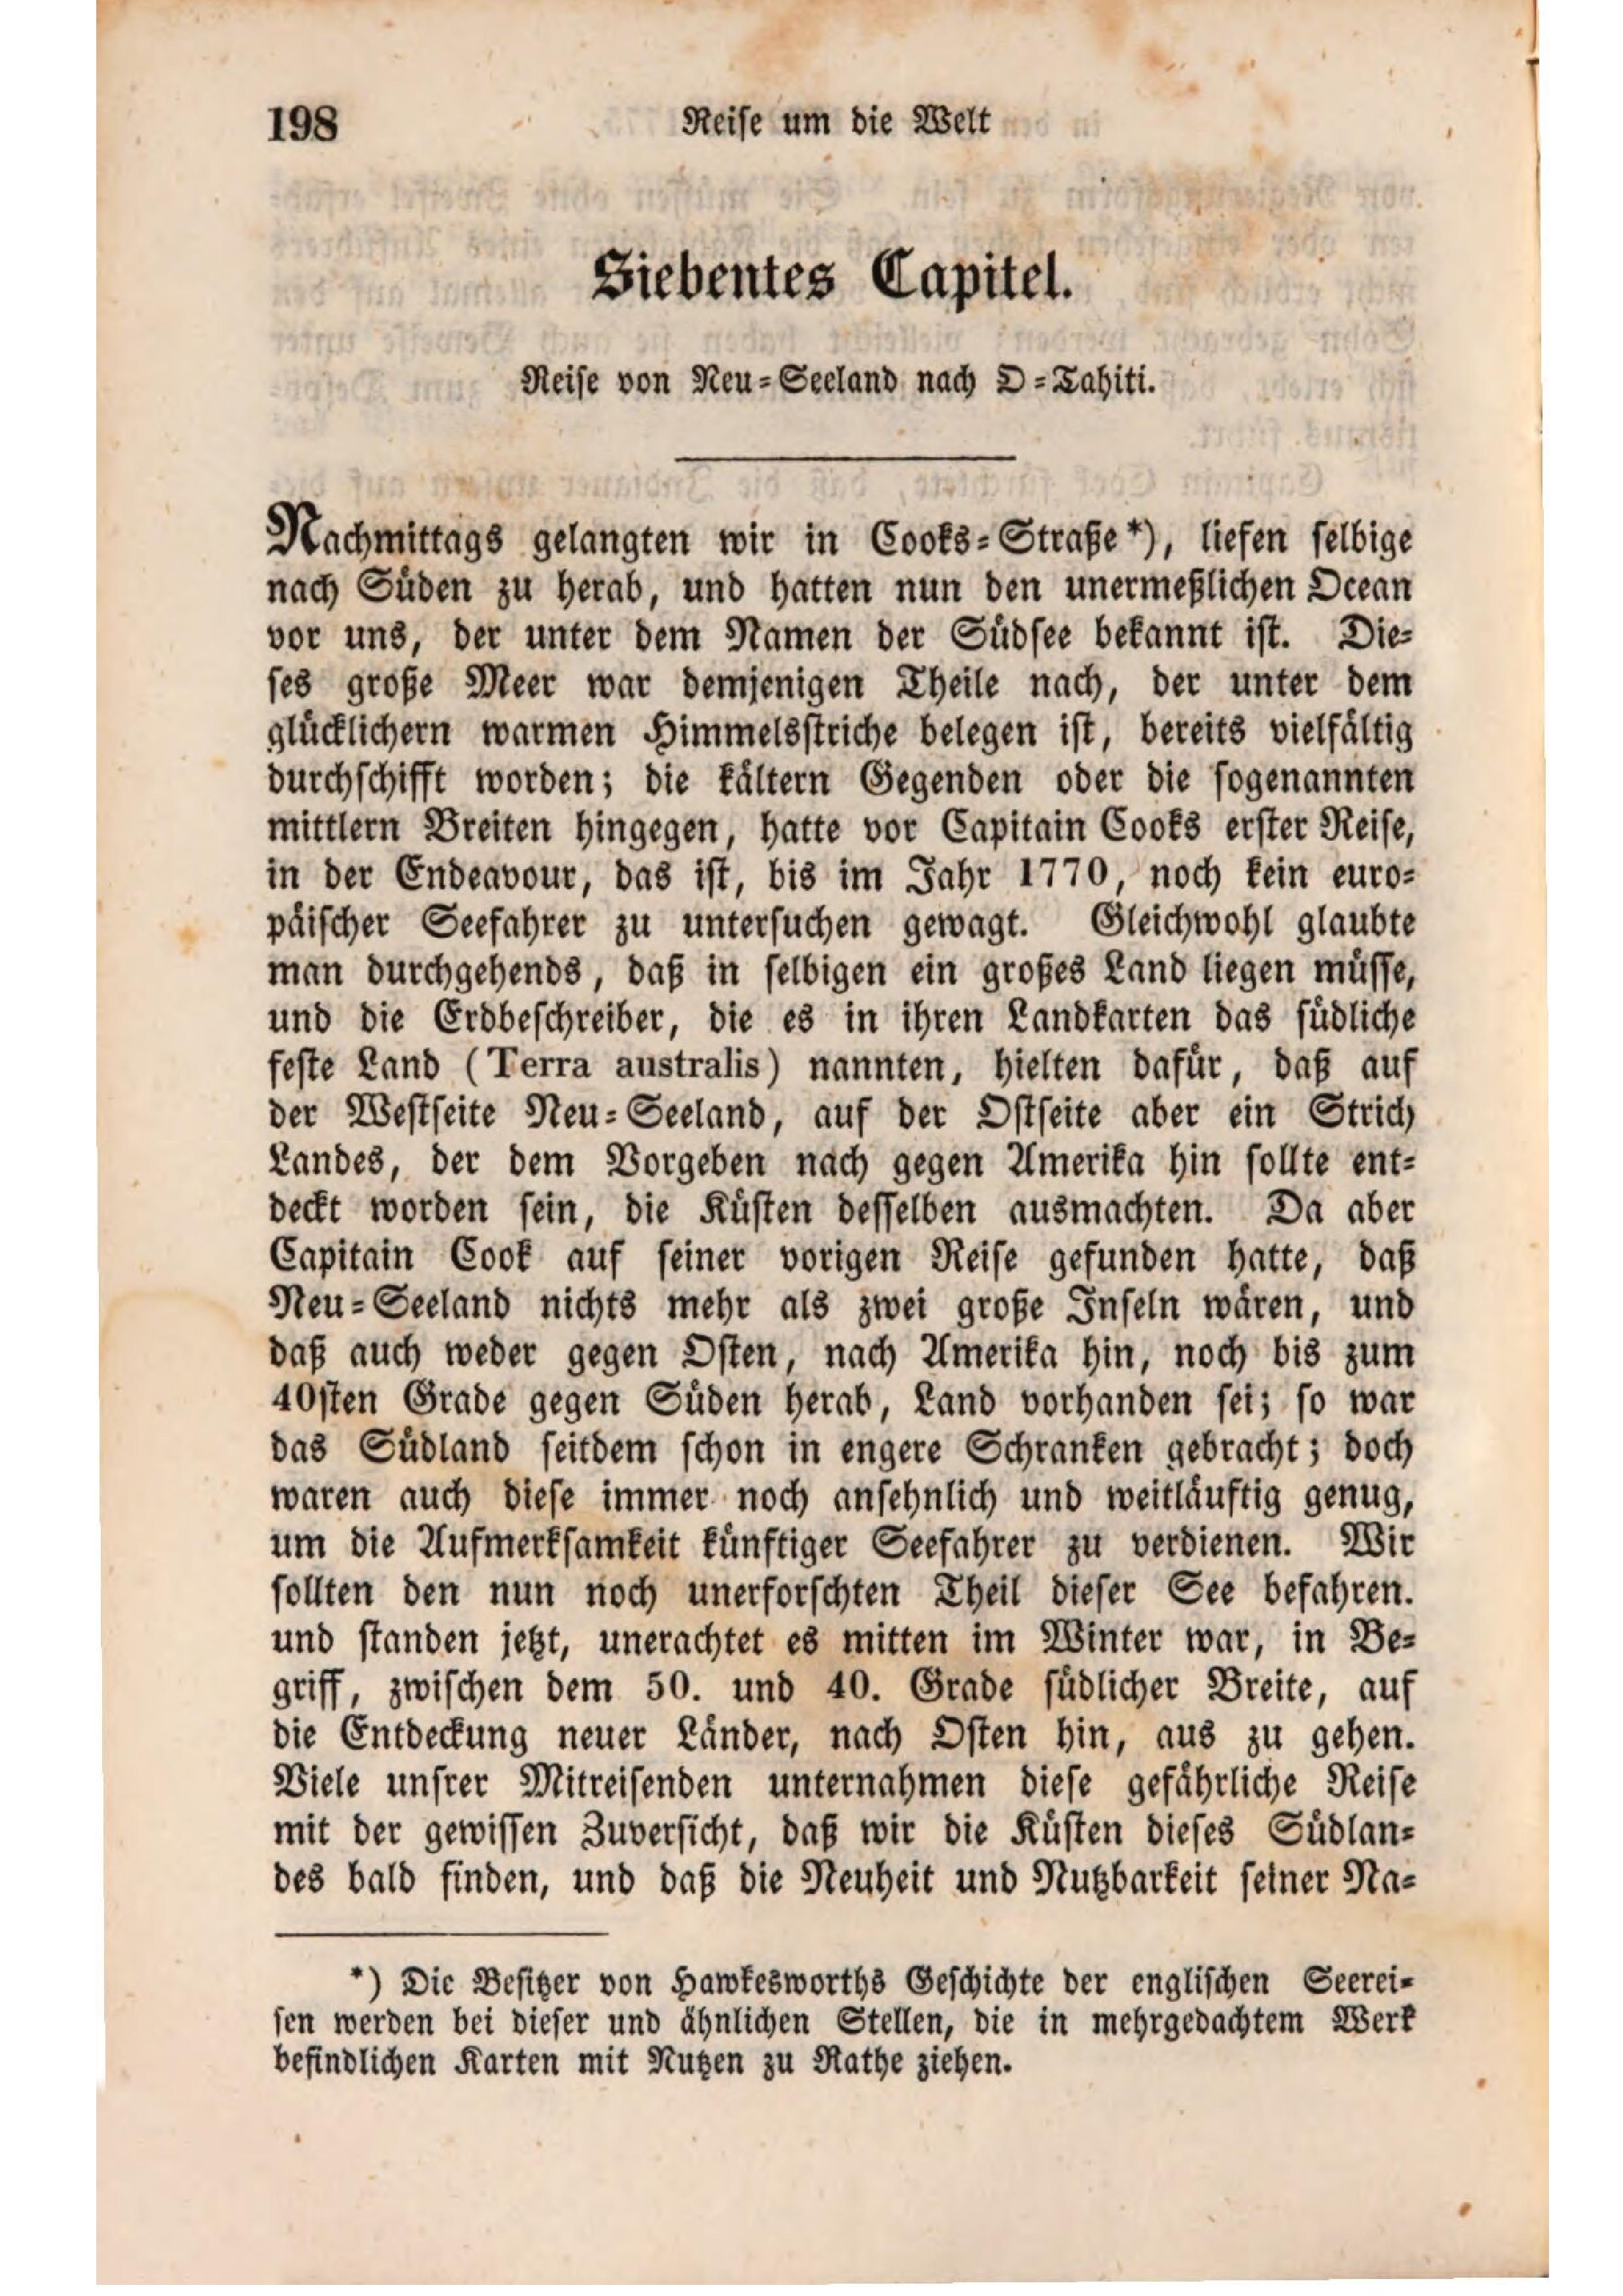 198
Reise um die Welt
Siebentes Capitel.
Reise von Neu-Seeland nach O-Tahiti.
Nachmittags gelangten wir in Cooks-Straße*), liefen selbige
nach Süden zu herab, und hatten nun den unermeßlichen Ocean
vor uns, der unter dem Namen der Südsee bekannt ist. Die-
ses große Meer war demjenigen Theile nach, der unter dem
glücklichern warmen Himmelsstriche belegen ist, bereits vielfältig
durchschifft worden; die kältern Gegenden oder die sogenannten
mittlern Breiten hingegen, hatte vor Capitain Cooks erster Reise,
in der Endeavour, das ist, bis im Jahr 1770, noch kein euro-
päischer Seefahrer zu untersuchen gewagt. Gleichwohl glaubte
man durchgehends, daß in selbigen ein großes Land liegen müsse,
und die Erdbeschreiber, die es in ihren Landkarten das südliche
feste Land (Terra australis) nannten, hielten dafür, daß auf
der Westseite Neu-Seeland, auf der Ostseite aber ein Strich
Landes, der dem Vorgeben nach gegen Amerika hin sollte ent-
deckt worden sein, die Küsten desselben ausmachten. Da aber
Capitain Cook auf seiner vorigen Reise gefunden hatte, daß
Neu-Seeland nichts mehr als zwei große Inseln wären, und
daß auch weder gegen Osten, nach Amerika hin, noch bis zum
40sten Grade gegen Süden herab, Land vorhanden sei; so war
das Südland seitdem schon in engere Schranken gebracht; doch
waren auch diese immer noch ansehnlich und weitläuftig genug,
um die Aufmerksamkeit künftiger Seefahrer zu verdienen. Wir
sollten den nun noch unerforschten Theil dieser See befahren.
und standen jetzt, unerachtet es mitten im Winter war, in Be-
griff, zwischen dem 50. und 40. Grade südlicher Breite, auf
die Entdeckung neuer Länder, nach Osten hin, aus zu gehen.
Viele unsrer Mitreisenden unternahmen diese gefährliche Reise
mit der gewissen Zuversicht, daß wir die Küsten dieses Südlan-
des bald finden, und daß die Neuheit und Nutzbarkeit seiner Na-
*) Die Besitzer von Hawkesworths Geschichte der englischen Seerei-
sen werden bei dieser und ähnlichen Stellen, die in mehrgedachtem Werk
befindlichen Karten mit Nutzen zu Rathe ziehen.